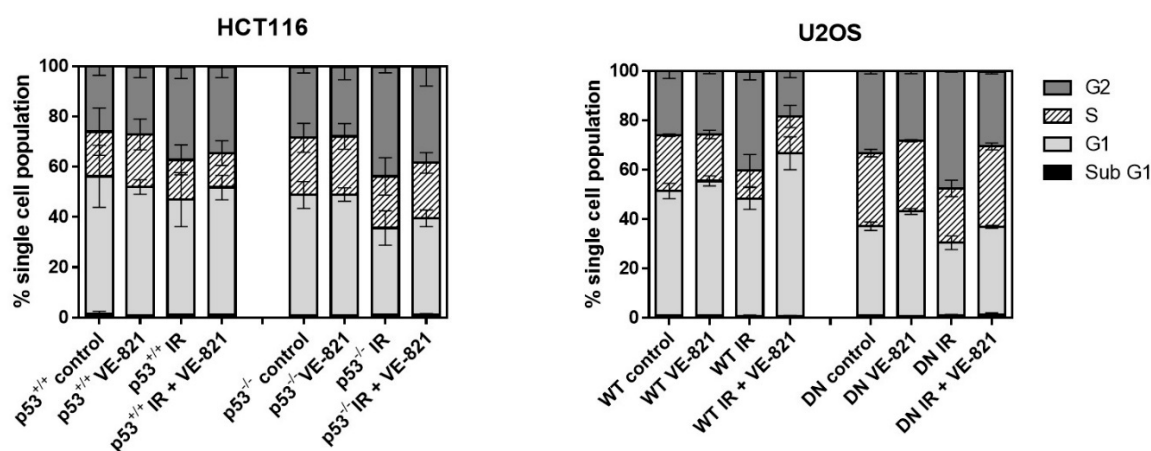 HCT116
% single cell population
100
80
60
40
20
0
p53+/+ control
p53+/+ VE-821
p53+/+ IR
p53+/+ IR + VE-821
p53-/- control
p53-/- VE-821
p53-/- IR
p53-/- IR + VE-821
U2OS
% single cell population
100
80
60
40
20
0
WT control
WT VE-821
WT IR
WT IR + VE-821
DN control
DN VE-821
DN IR
DN IR + VE-821
G2
S
G1
Sub G1